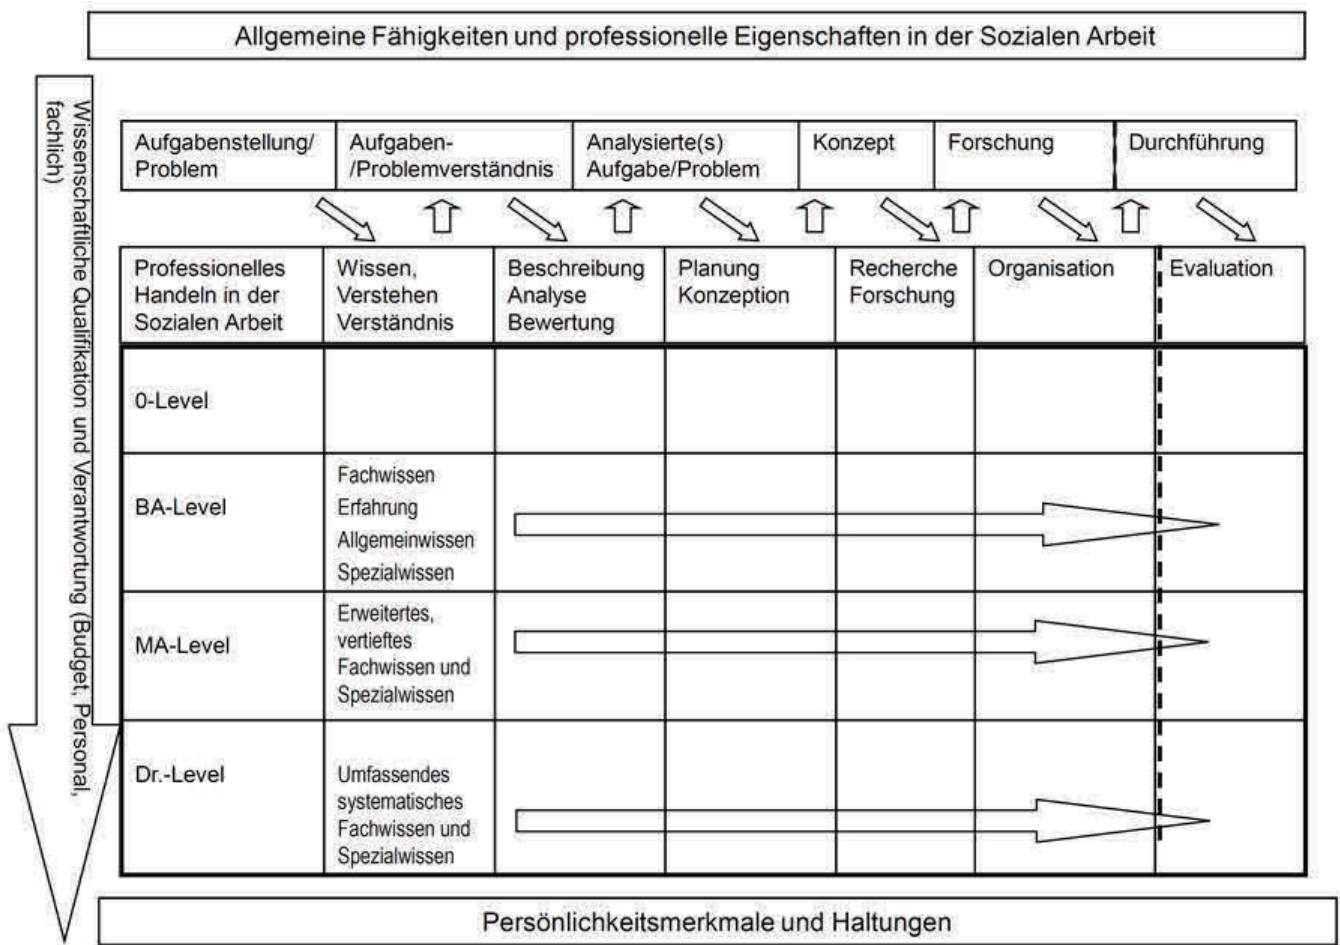 Allgemeine Fähigkeiten und professionelle Eigenschaften in der Sozialen Arbeit
Wissenschaftliche Qualifikation und Verantwortung (Budget, Personal,
fachlich)
Aufgabenstellung/
Problem
Aufgaben-
/Problemverständnis
Analysierte(s)
Aufgabe/Problem
Konzept
Forschung
Durchführung
Professionelles
Handeln in der
Sozialen Arbeit
Wissen,
Verstehen
Verständnis
Beschreibung
Analyse
Bewertung
Planung
Konzeption
Recherche
Forschung
Organisation
Evaluation
0-Level
BA-Level
Fachwissen
Erfahrung
Allgemeinwissen
Spezialwissen
MA-Level
Erweitertes,
vertieftes
Fachwissen und
Spezialwissen
Dr.-Level
Umfassendes
systematisches
Fachwissen und
Spezialwissen
Persönlichkeitsmerkmale und Haltungen